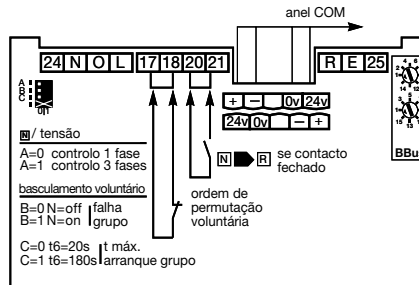 anel COM
24 N O L 17 18 20 21 R E 25
A
B
C
on
+ – 0v 24v
24v 0v – +
N / tensão
A=0 controlo 1 fase
A=1 controlo 3 fases
N R se contacto fechado
BBu
basculamento voluntário
B=0 N=off falha
B=1 N=on grupo
ordem de
permutação
voluntária
C=0 t6=20s t máx.
C=1 t6=180s arranque grupo